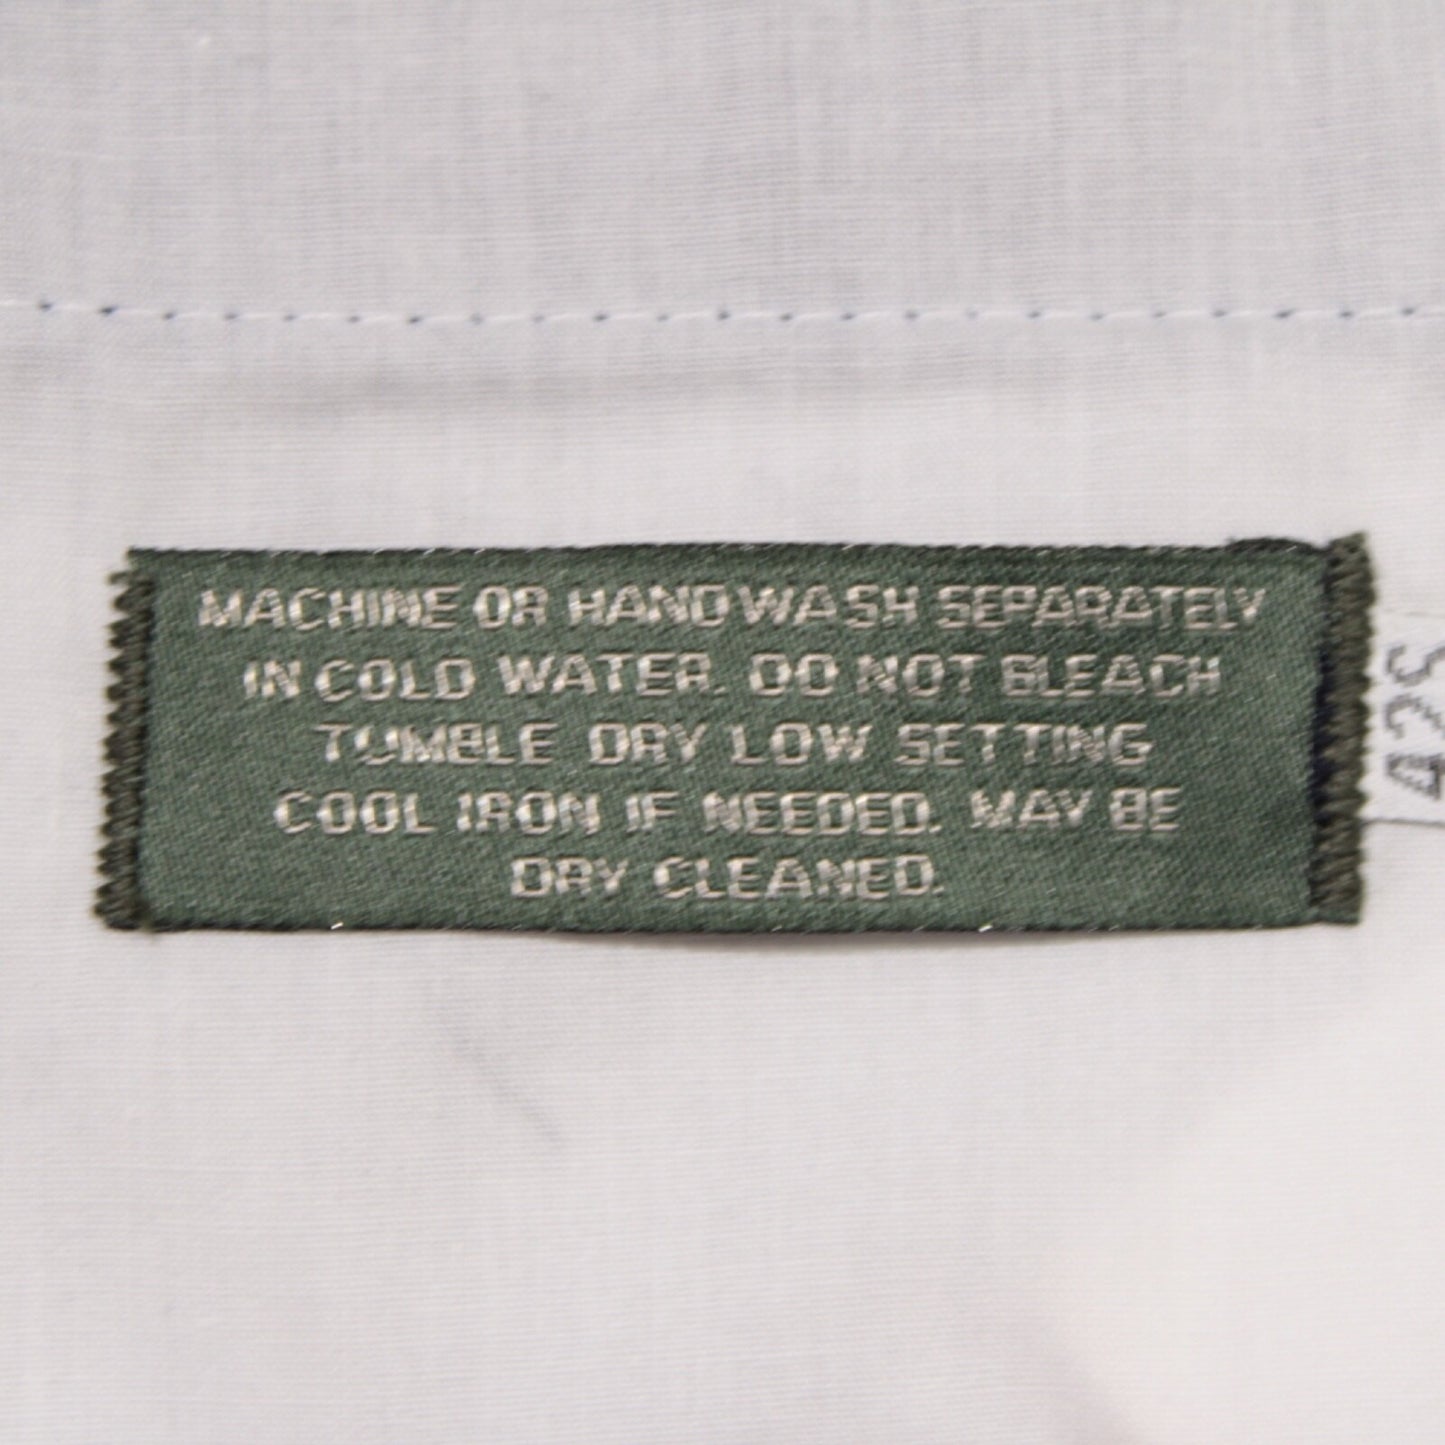 MACHINE OR HAND WASH SEPARATELY
IN COLD WATER. DO NOT BLEACH
TUMBLE DRY LOW SETTING
COOL IRON IF NEEDED. MAY BE
DRY CLEANED.